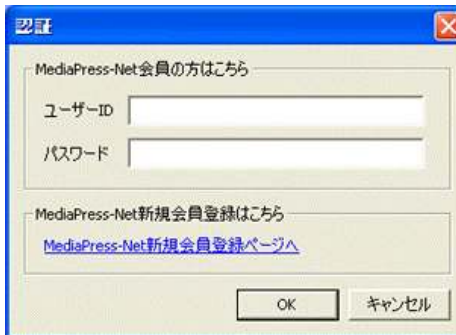 認証
MediaPress-Net会員の方はこちら
ユーザーID
パスワード
MediaPress-Net新規会員登録はこちら
MediaPress-Net新規会員登録ページへ
OK
キャンセル